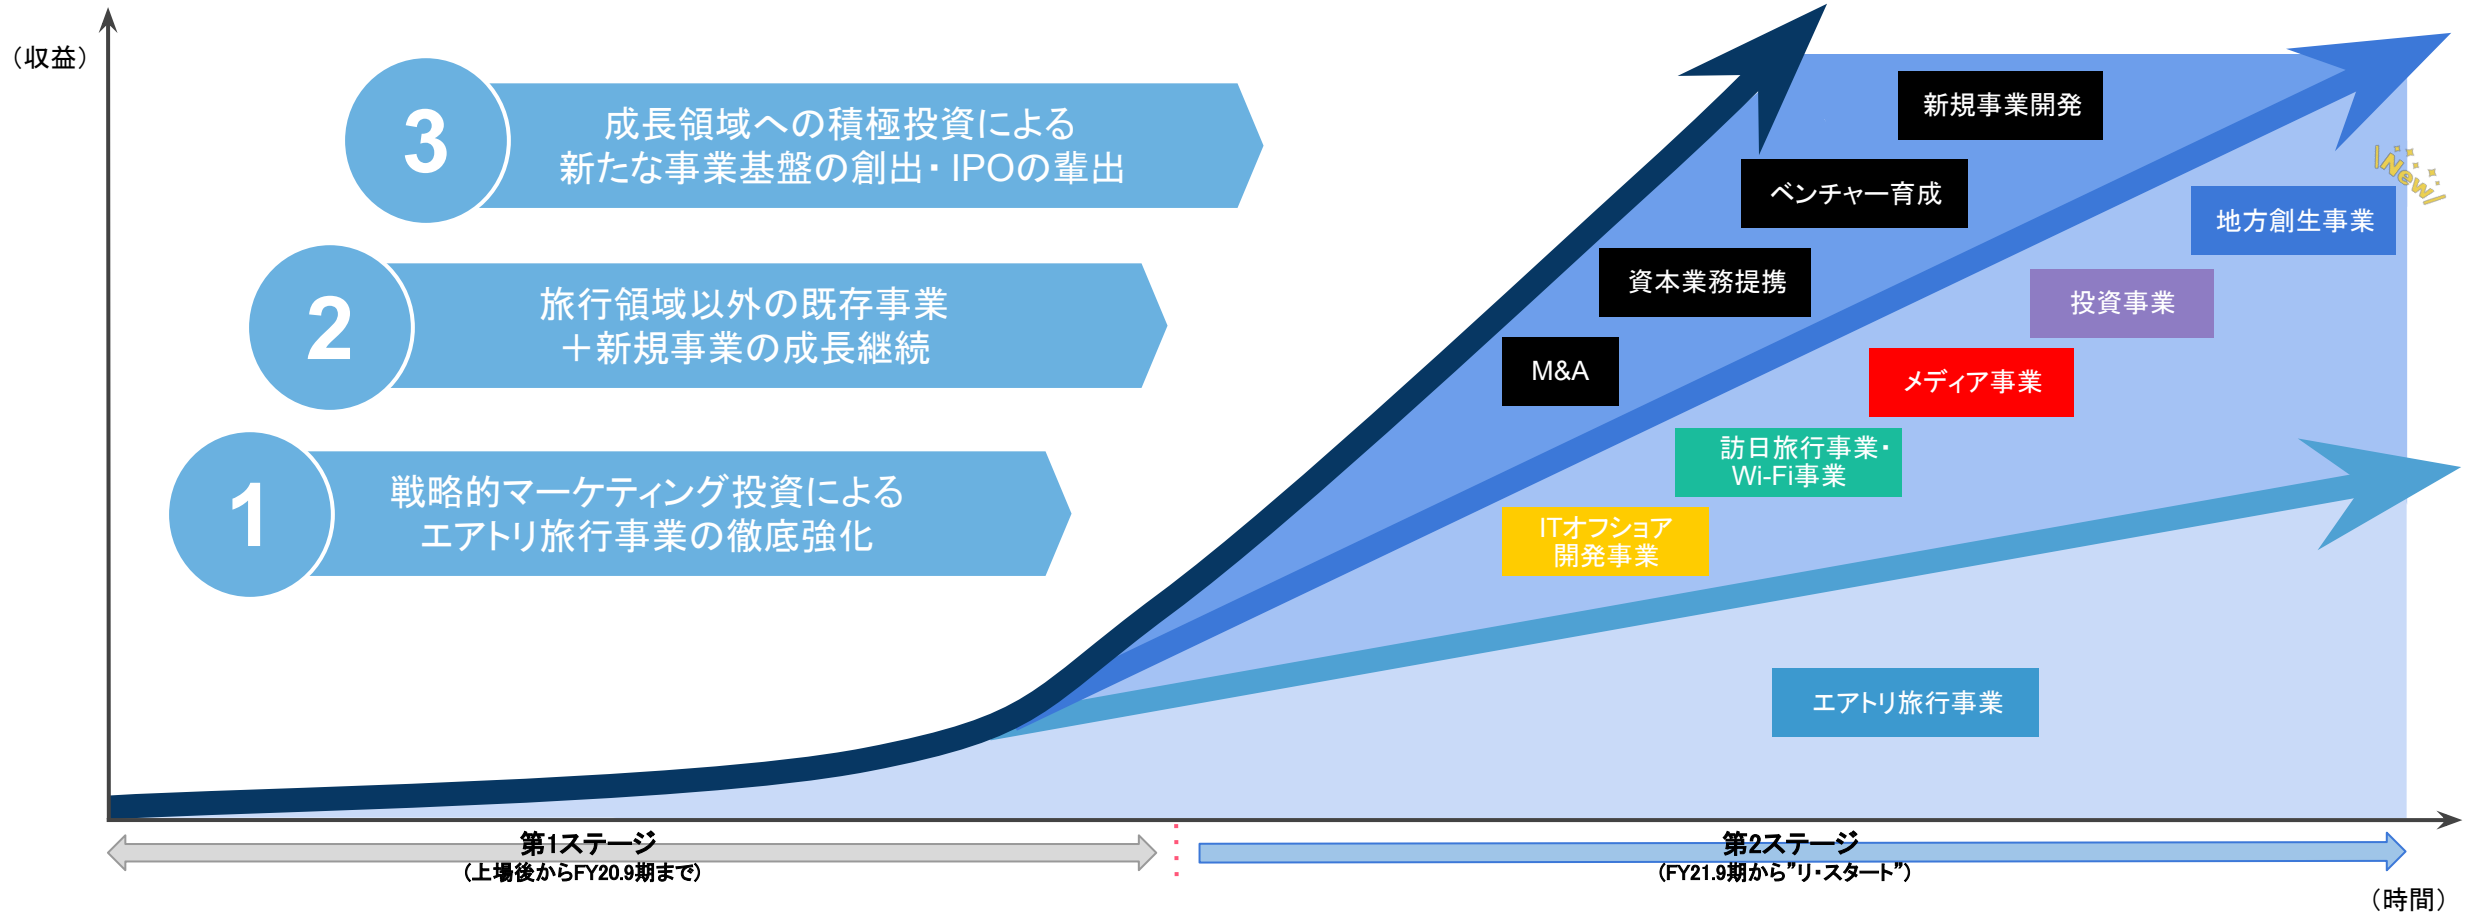 （収益）
3
成長領域への積極投資による
新たな事業基盤の創出・IPOの輩出
2
旅行領域以外の既存事業
＋新規事業の成長継続
1
戦略的マーケティング投資による
エアトリ旅行事業の徹底強化
新規事業開発
ベンチャー育成
資本業務提携
M&A
New
地方創生事業
投資事業
メディア事業
訪日旅行事業・
Wi-Fi事業
ITオフショア
開発事業
エアトリ旅行事業
第1ステージ
（上場後からFY20.9期まで）
第2ステージ
（FY21.9期から”リ・スタート”）
（時間）